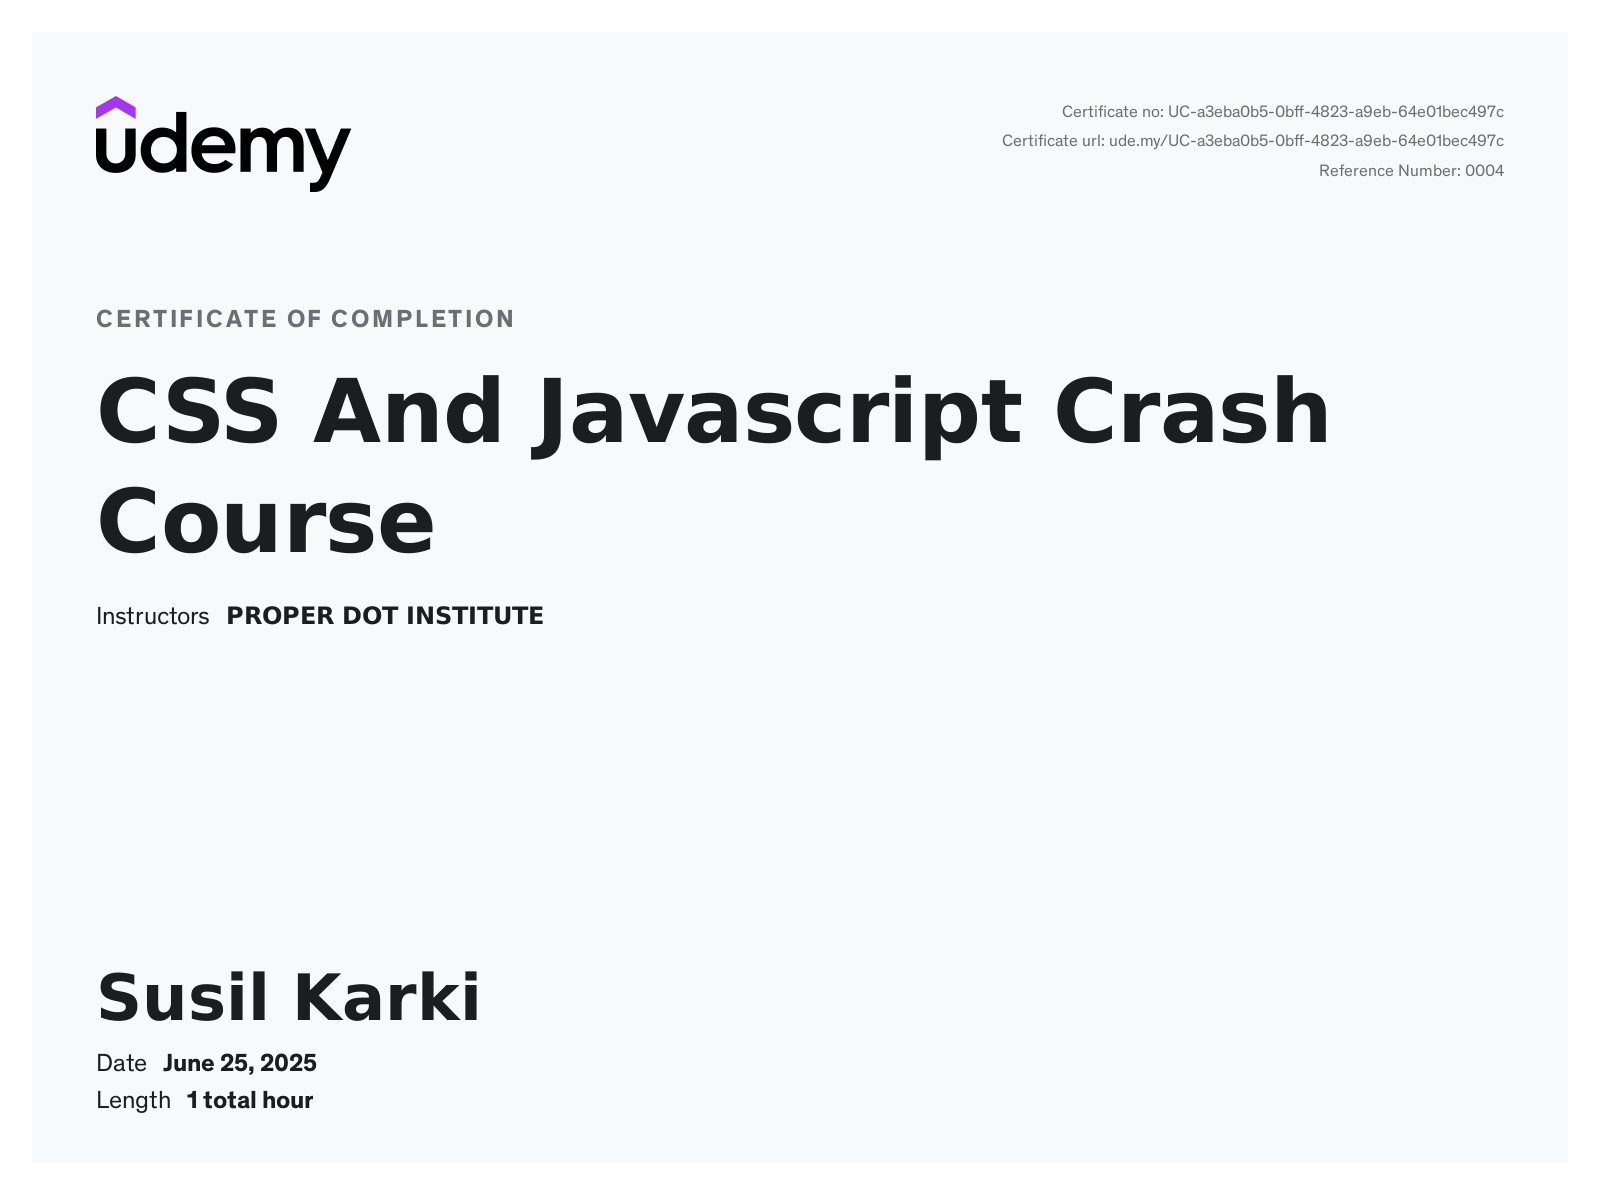 udemy
Certificate no: UC-a3eba0b5-0bff-4823-a9eb-64e01bec497c
Certificate url: ude.my/UC-a3eba0b5-0bff-4823-a9eb-64e01bec497c
Reference Number: 0004
CERTIFICATE OF COMPLETION
CSS And Javascript Crash
Course
Instructors PROPER DOT INSTITUTE
Susil Karki
Date June 25, 2025
Length 1 total hour